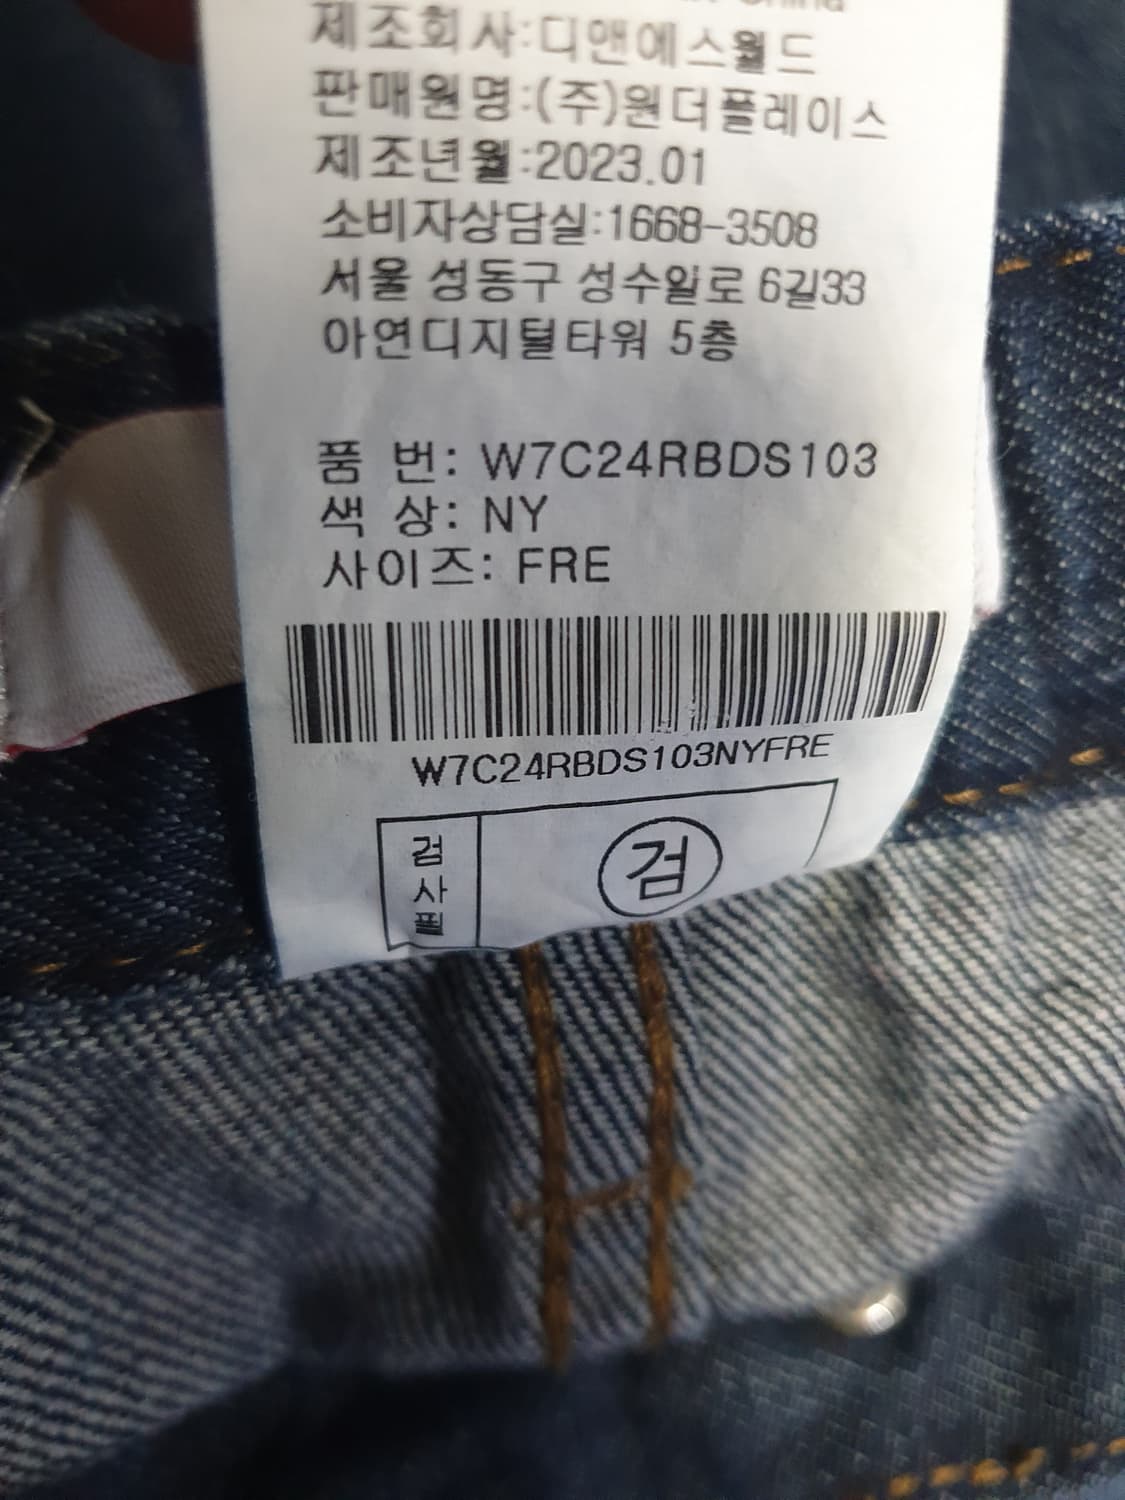 China
제조회사:디앤에스월드
판매원명:(주)원더플레이스
제조년월:2023.01
소비자상담실:1668-3508
서울 성동구 성수일로 6길33
아연디지털타워 5층
품 번: W7C24RBDS103
색 상: NY
사이즈: FRE
W7C24RBDS103NYFRE
검사필
검